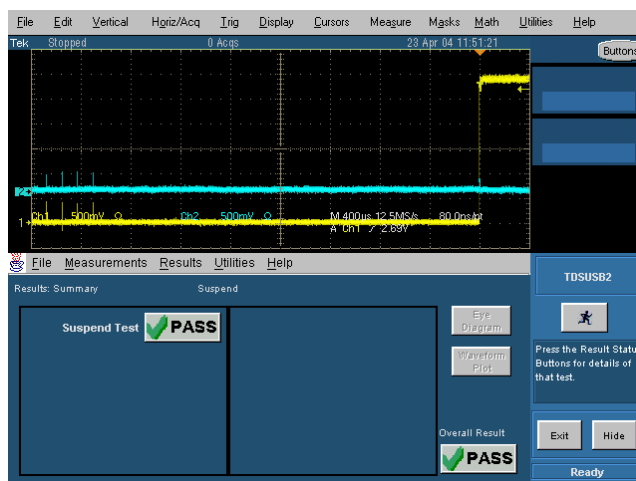 File Edit Vertical Horiz/Acq Trig Display Cursors Measure Masks Math Utilities Help
Tek Stopped 0 Acqs 23 Apr 04 11:51:21
Buttons
2
Ch1 500mV Ω Ch2 500mV Ω M 400µs 12.5MS/s 80.0ns/pt
1
A Ch1 2.69V
File Measurements Results Utilities Help
TDSUSB2
Results: Summary Suspend
Suspend Test PASS
Eye
Diagram
Waveform
Plot
Press the Result Statu
Buttons for details of
that test.
Overall Result
PASS
Exit Hide
Ready